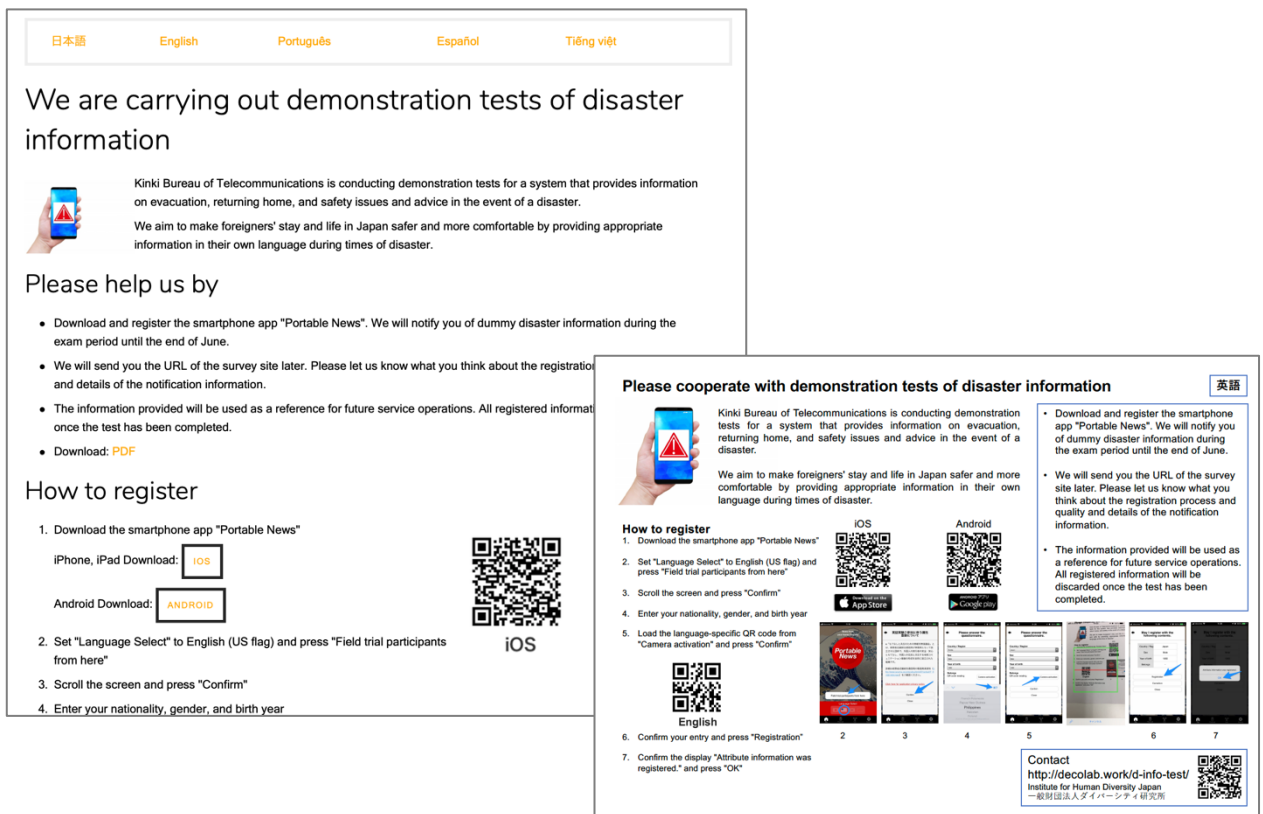 日本語 English Português Español Tiếng việt
We are carrying out demonstration tests of disaster
information
Kinki Bureau of Telecommunications is conducting demonstration tests for a system that provides information
on evacuation, returning home, and safety issues and advice in the event of a disaster.
We aim to make foreigners' stay and life in Japan safer and more comfortable by providing appropriate
information in their own language during times of disaster.
Please help us by
• Download and register the smartphone app "Portable News". We will notify you of dummy disaster information during the
exam period until the end of June.
• We will send you the URL of the survey site later. Please let us know what you think about the registration
and details of the notification information.
• The information provided will be used as a reference for future service operations. All registered informat
once the test has been completed.
• Download: PDF
How to register
1. Download the smartphone app "Portable News"
iPhone, iPad Download: IOS
Android Download: ANDROID
iOS
2. Set "Language Select" to English (US flag) and press "Field trial participants
from here"
3. Scroll the screen and press "Confirm"
4. Enter your nationality, gender, and birth year
Please cooperate with demonstration tests of disaster information
英語
Kinki Bureau of Telecommunications is conducting demonstration
tests for a system that provides information on evacuation,
returning home, and safety issues and advice in the event of a
disaster.
We aim to make foreigners' stay and life in Japan safer and more
comfortable by providing appropriate information in their own
language during times of disaster.
• Download and register the smartphone
app "Portable News". We will notify you
of dummy disaster information during
the exam period until the end of June.
• We will send you the URL of the survey
site later. Please let us know what you
think about the registration process and
quality and details of the notification
information.
• The information provided will be used as
a reference for future service operations.
All registered information will be
discarded once the test has been
completed.
How to register
1. Download the smartphone app "Portable News"
2. Set "Language Select" to English (US flag) and
press "Field trial participants from here"
3. Scroll the screen and press "Confirm"
4. Enter your nationality, gender, and birth year
5. Load the language-specific QR code from
"Camera activation" and press "Confirm"
English
6. Confirm your entry and press "Registration"
7. Confirm the display "Attribute information was
registered." and press "OK"
iOS
Download on the
App Store
Android
ANDROID アプリ
Google play
Portable
News
Please answer the
questionnaire.
Please answer the
questionnaire.
May I register with the
following contents.
2 3 4 5 6 7
Contact
http://decolab.work/d-info-test/
Institute for Human Diversity Japan
一般財団法人ダイバーシティ研究所